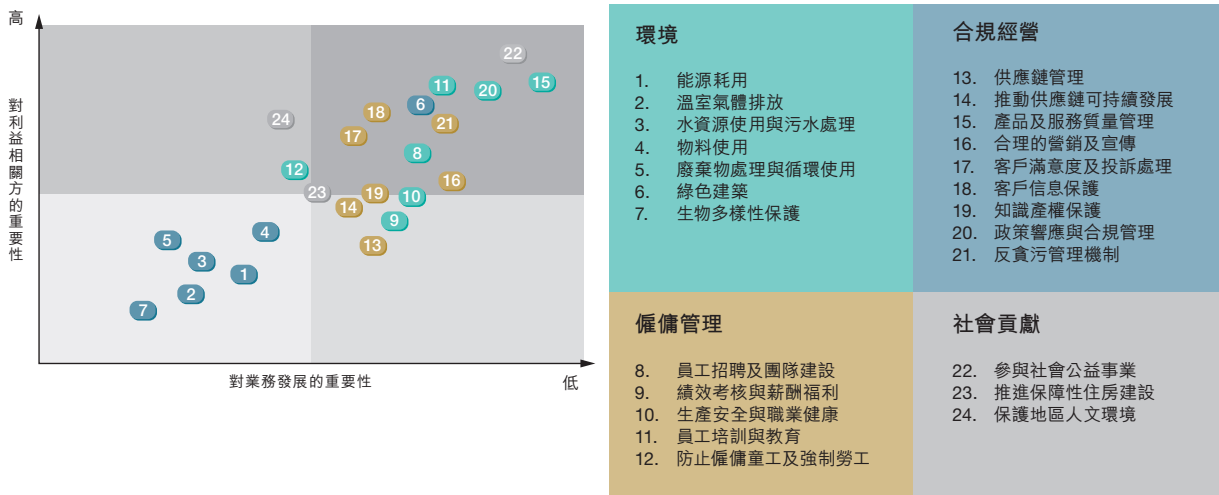 高
對利益相關方的重要性
22
11
20
15
6
18
24
21
17
8
12
16
23
19
10
14
9
4
5
13
3
1
2
7
對業務發展的重要性
低
環境
1. 能源耗用
2. 溫室氣體排放
3. 水資源使用與污水處理
4. 物料使用
5. 廢棄物處理與循環使用
6. 綠色建築
7. 生物多樣性保護
合規經營
13. 供應鏈管理
14. 推動供應鏈可持續發展
15. 產品及服務質量管理
16. 合理的營銷及宣傳
17. 客戶滿意度及投訴處理
18. 客戶信息保護
19. 知識產權保護
20. 政策響應與合規管理
21. 反貪污管理機制
僱傭管理
8. 員工招聘及團隊建設
9. 績效考核與薪酬福利
10. 生產安全與職業健康
11. 員工培訓與教育
12. 防止僱傭童工及強制勞工
社會貢獻
22. 參與社會公益事業
23. 推進保障性住房建設
24. 保護地區人文環境